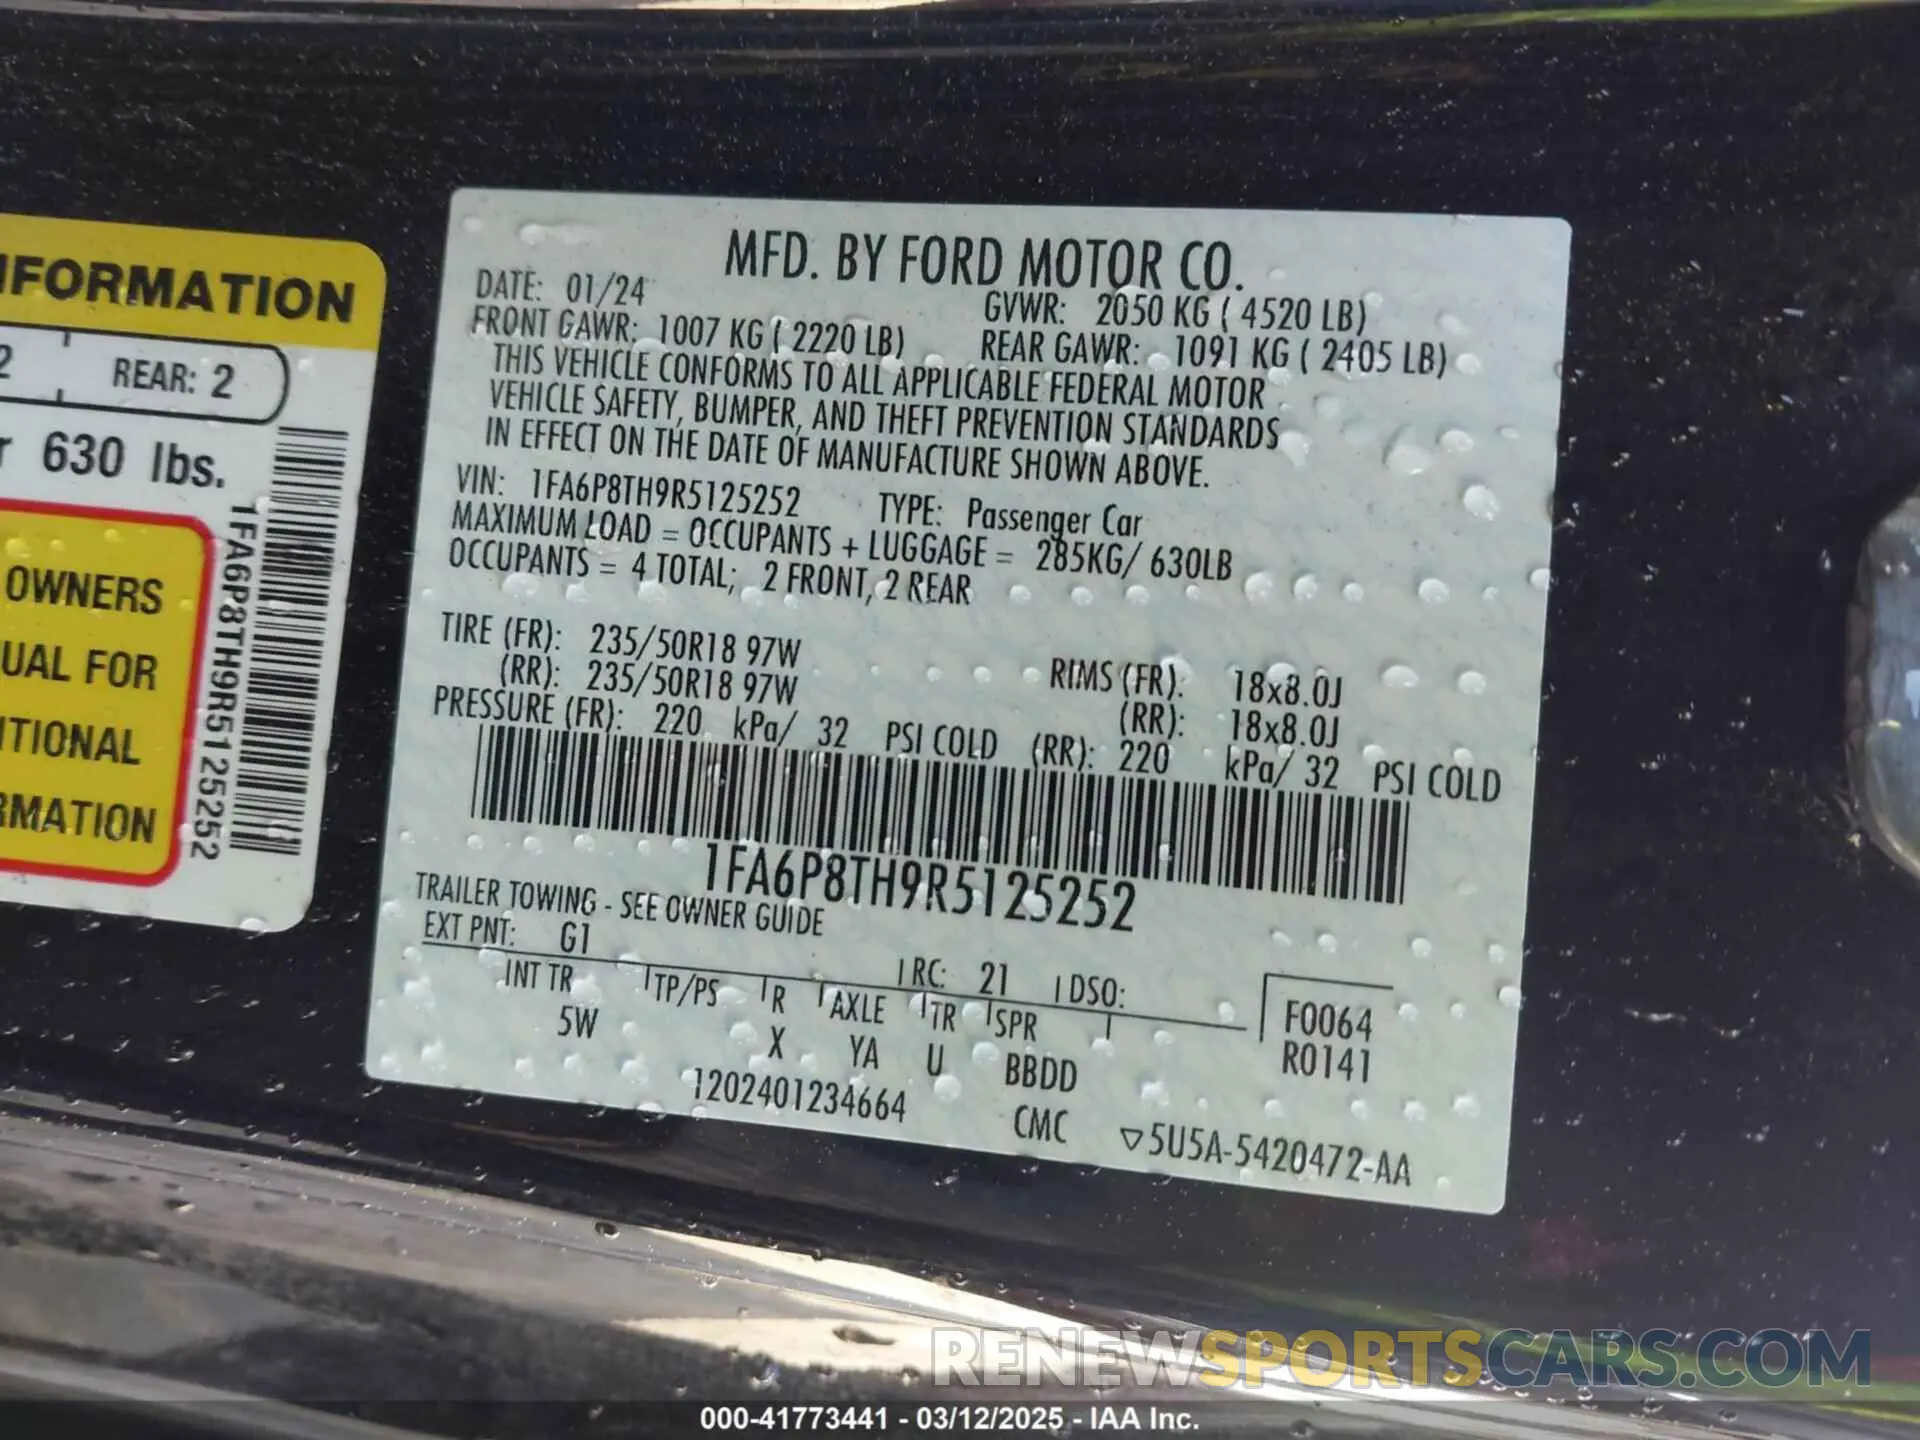 MFD. BY FORD MOTOR CO.
DATE: 01/24
GVWR: 2050 KG ( 4520 LB)
FRONT GAWR: 1007 KG ( 2220 LB)
REAR GAWR: 1091 KG ( 2405 LB)
THIS VEHICLE CONFORMS TO ALL APPLICABLE FEDERAL MOTOR
VEHICLE SAFETY, BUMPER, AND THEFT PREVENTION STANDARDS
IN EFFECT ON THE DATE OF MANUFACTURE SHOWN ABOVE.
VIN: 1FA6P8TH9R5125252 TYPE: Passenger Car
MAXIMUM LOAD = OCCUPANTS + LUGGAGE = 285KG/ 630LB
OCCUPANTS = 4 TOTAL; 2 FRONT, 2 REAR
TIRE (FR): 235/50R18 97W
RIMS (FR): 18x8.0J
(RR): 235/50R18 97W
(RR): 18x8.0J
PRESSURE (FR): 220 kPa/ 32 PSI COLD (RR): 220 kPa/ 32 PSI COLD
1FA6P8TH9R5125252
TRAILER TOWING - SEE OWNER GUIDE
EXT PNT: G1
RC: 21 DSO:
INT TR TP/PS R AXLE TR SPR
5W X YA U BBDD
F0064
R0141
1202401234664 CMC ▽5U5A-5420472-AA
IFORMATION
2 REAR: 2
r 630 lbs.
OWNERS
UAL FOR
ITIONAL
RMATION
1FA6P8TH9R5125252
RENEWSPORTSCARS.COM
000-41773441 - 03/12/2025 - IAA Inc.